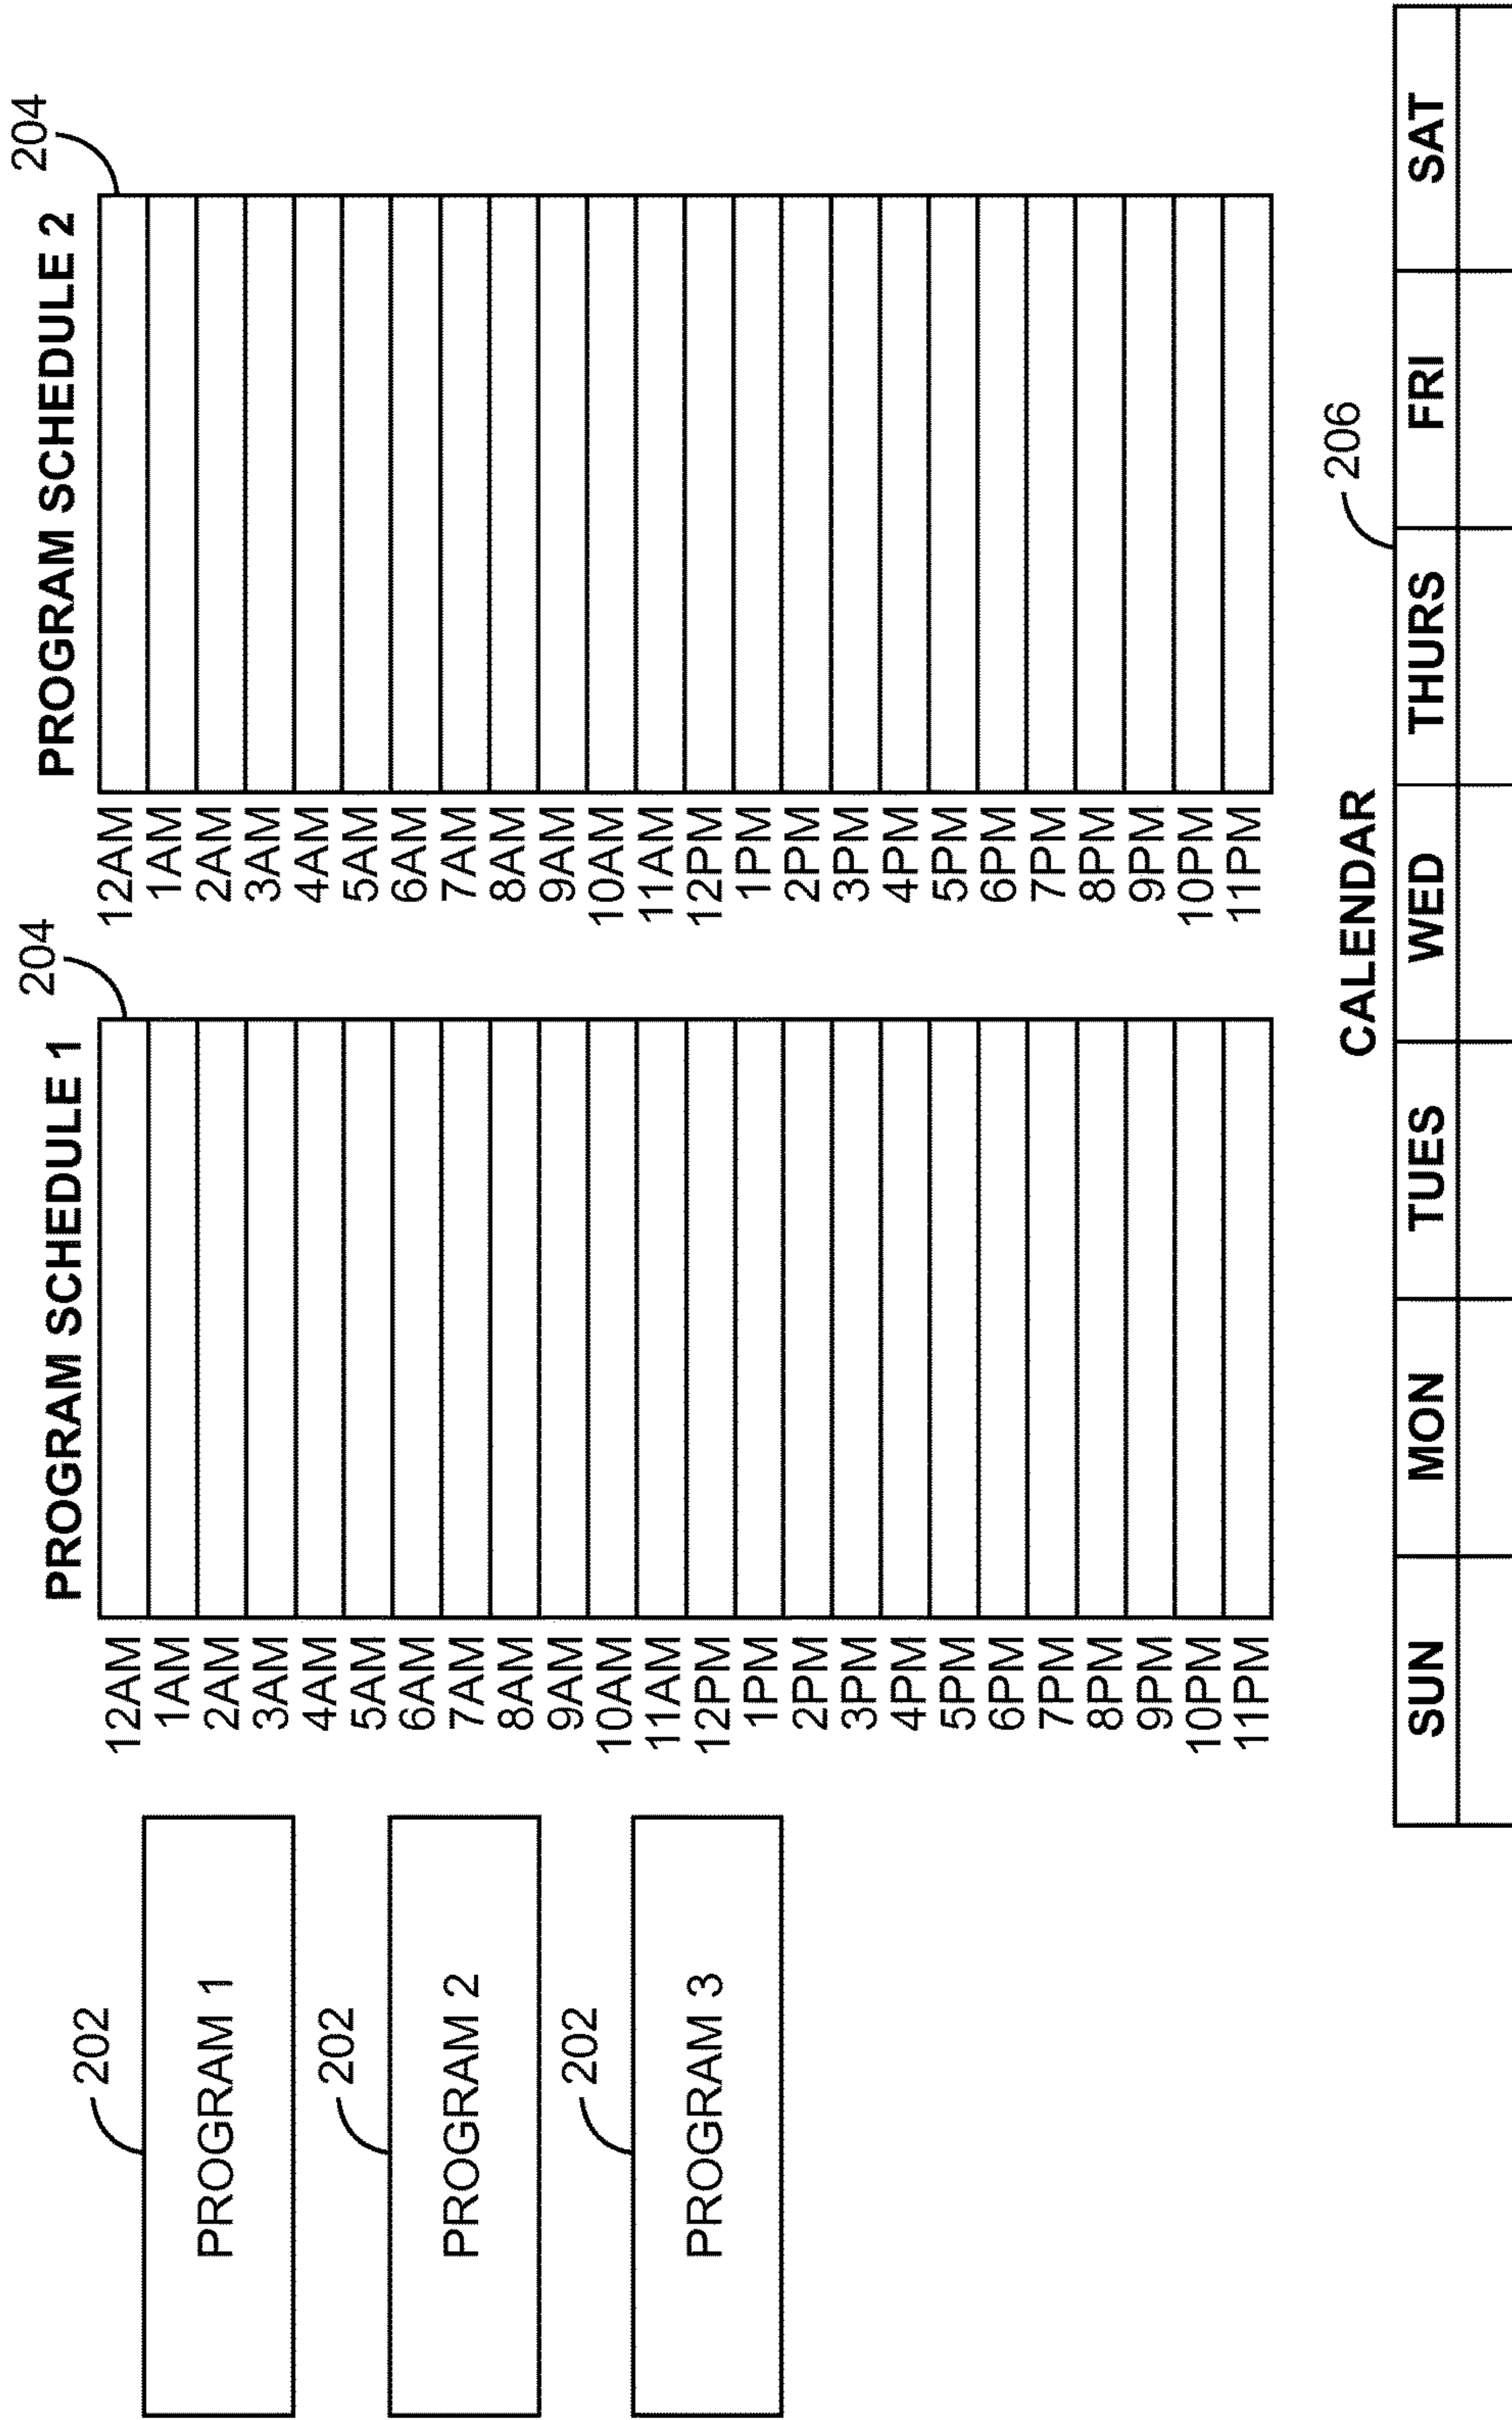 202
PROGRAM 1
202
PROGRAM 2
202
PROGRAM 3
PROGRAM SCHEDULE 1
204
12AM
1AM
2AM
3AM
4AM
5AM
6AM
7AM
8AM
9AM
10AM
11AM
12PM
1PM
2PM
3PM
4PM
5PM
6PM
7PM
8PM
9PM
10PM
11PM
PROGRAM SCHEDULE 2
204
12AM
1AM
2AM
3AM
4AM
5AM
6AM
7AM
8AM
9AM
10AM
11AM
12PM
1PM
2PM
3PM
4PM
5PM
6PM
7PM
8PM
9PM
10PM
11PM
CALENDAR
206
SUN MON TUES WED THURS FRI SAT